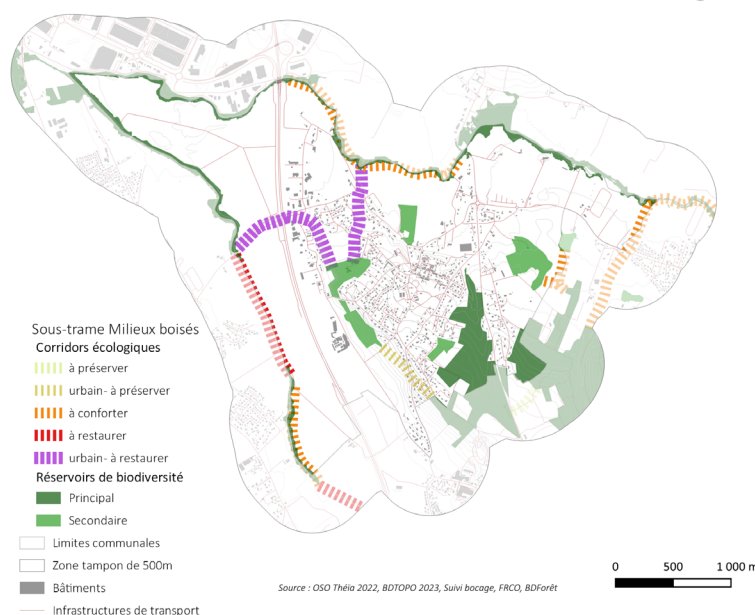 Sous-trame Milieux boisés
Corridors écologiques
à préserver
urbain- à préserver
à conforter
à restaurer
urbain- à restaurer
Réservoirs de biodiversité
Principal
Secondaire
Limites communales
Zone tampon de 500m
Bâtiments
Infrastructures de transport
Source : OSO Théïa 2022, BDTOPO 2023, Suivi bocage, FRCO, BDForêt
0 500 1 000 m